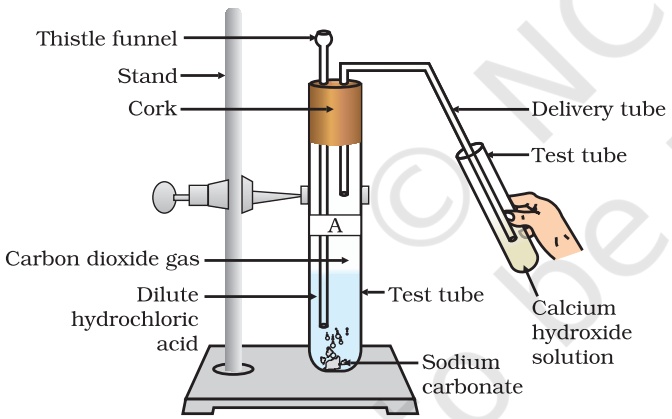 Thistle funnel
Stand
Cork
Delivery tube
Test tube
A
Carbon dioxide gas
Dilute
hydrochloric
acid
Test tube
Calcium
hydroxide
solution
Sodium
carbonate